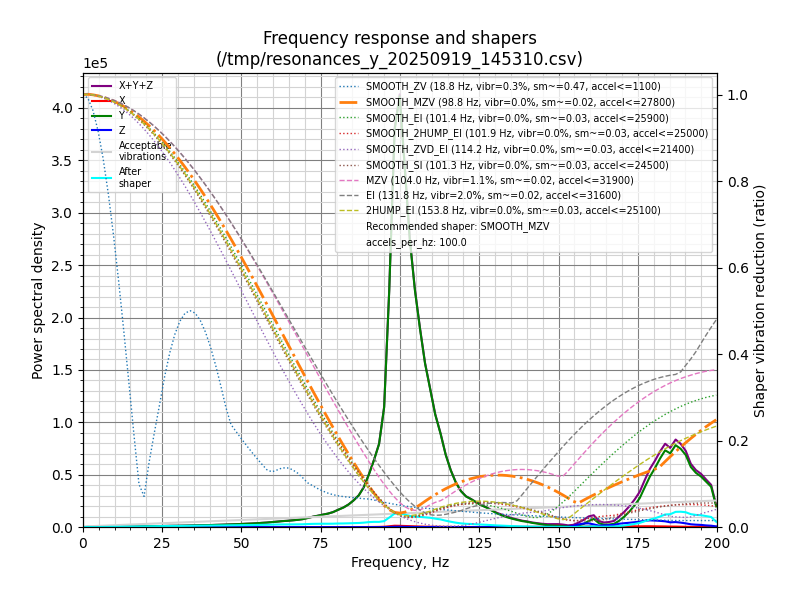 Frequency response and shapers
(/tmp/resonances_y_20250919_145310.csv)
1e5
X+Y+Z
X
Y
Z
Acceptable
vibrations
After
shaper
SMOOTH_ZV (18.8 Hz, vibr=0.3%, sm~=0.47, accel<=1100)
SMOOTH_MZV (98.8 Hz, vibr=0.0%, sm~=0.02, accel<=27800)
SMOOTH_EI (101.4 Hz, vibr=0.0%, sm~=0.03, accel<=25900)
SMOOTH_2HUMP_EI (101.9 Hz, vibr=0.0%, sm~=0.03, accel<=25000)
SMOOTH_ZVD_EI (114.2 Hz, vibr=0.0%, sm~=0.03, accel<=21400)
SMOOTH_SI (101.3 Hz, vibr=0.0%, sm~=0.03, accel<=24500)
MZV (104.0 Hz, vibr=1.1%, sm~=0.02, accel<=31900)
EI (131.8 Hz, vibr=2.0%, sm~=0.02, accel<=31600)
2HUMP_EI (153.8 Hz, vibr=0.0%, sm~=0.03, accel<=25100)
Recommended shaper: SMOOTH_MZV
accels_per_hz: 100.0
4.0
3.5
3.0
2.5
2.0
1.5
1.0
0.5
0.0
Power spectral density
1.0
0.8
0.6
0.4
0.2
0.0
Shaper vibration reduction (ratio)
0 25 50 75 100 125 150 175 200
Frequency, Hz